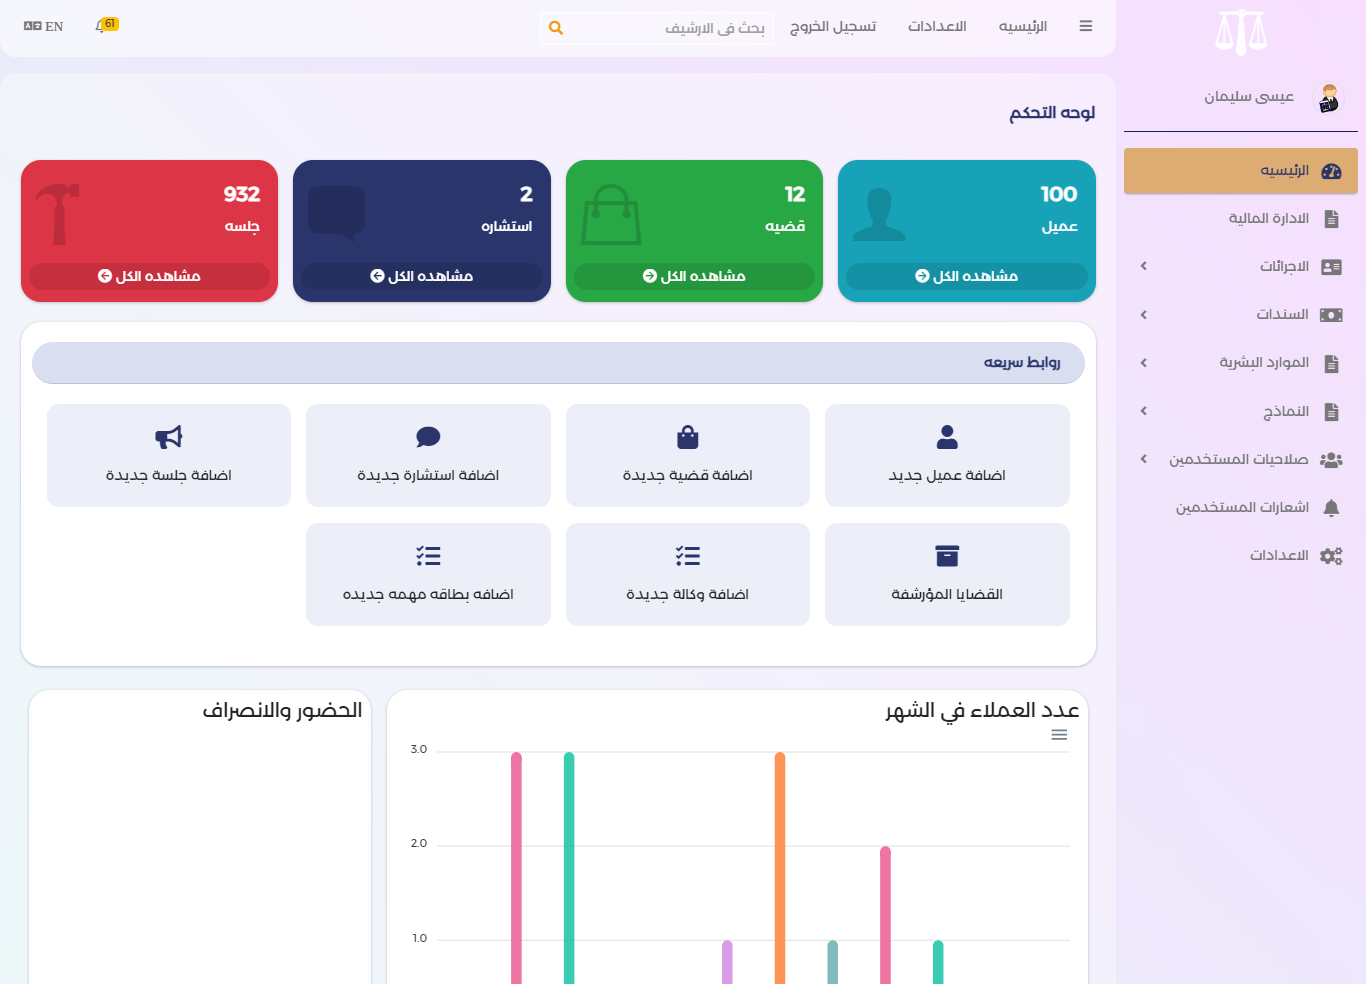 الرئيسيه
الاعدادات
تسجيل الخروج
بحث فى الارشيف
61
EN
عيسى سليمان
الرئيسيه
الادارة المالية
الاجرائات
السندات
الموارد البشرية
النماذج
صلاحيات المستخدمين
اشعارات المستخدمين
الاعدادات
لوحه التحكم
100
عميل
مشاهده الكل
12
قضيه
مشاهده الكل
2
استشاره
مشاهده الكل
932
جلسه
مشاهده الكل
روابط سريعه
اضافة عميل جديد
اضافة قضية جديدة
اضافة استشارة جديدة
اضافة جلسة جديدة
القضايا المؤرشفة
اضافة وكالة جديدة
اضافه بطاقه مهمه جديده
عدد العملاء في الشهر
3.0
2.0
1.0
الحضور والانصراف